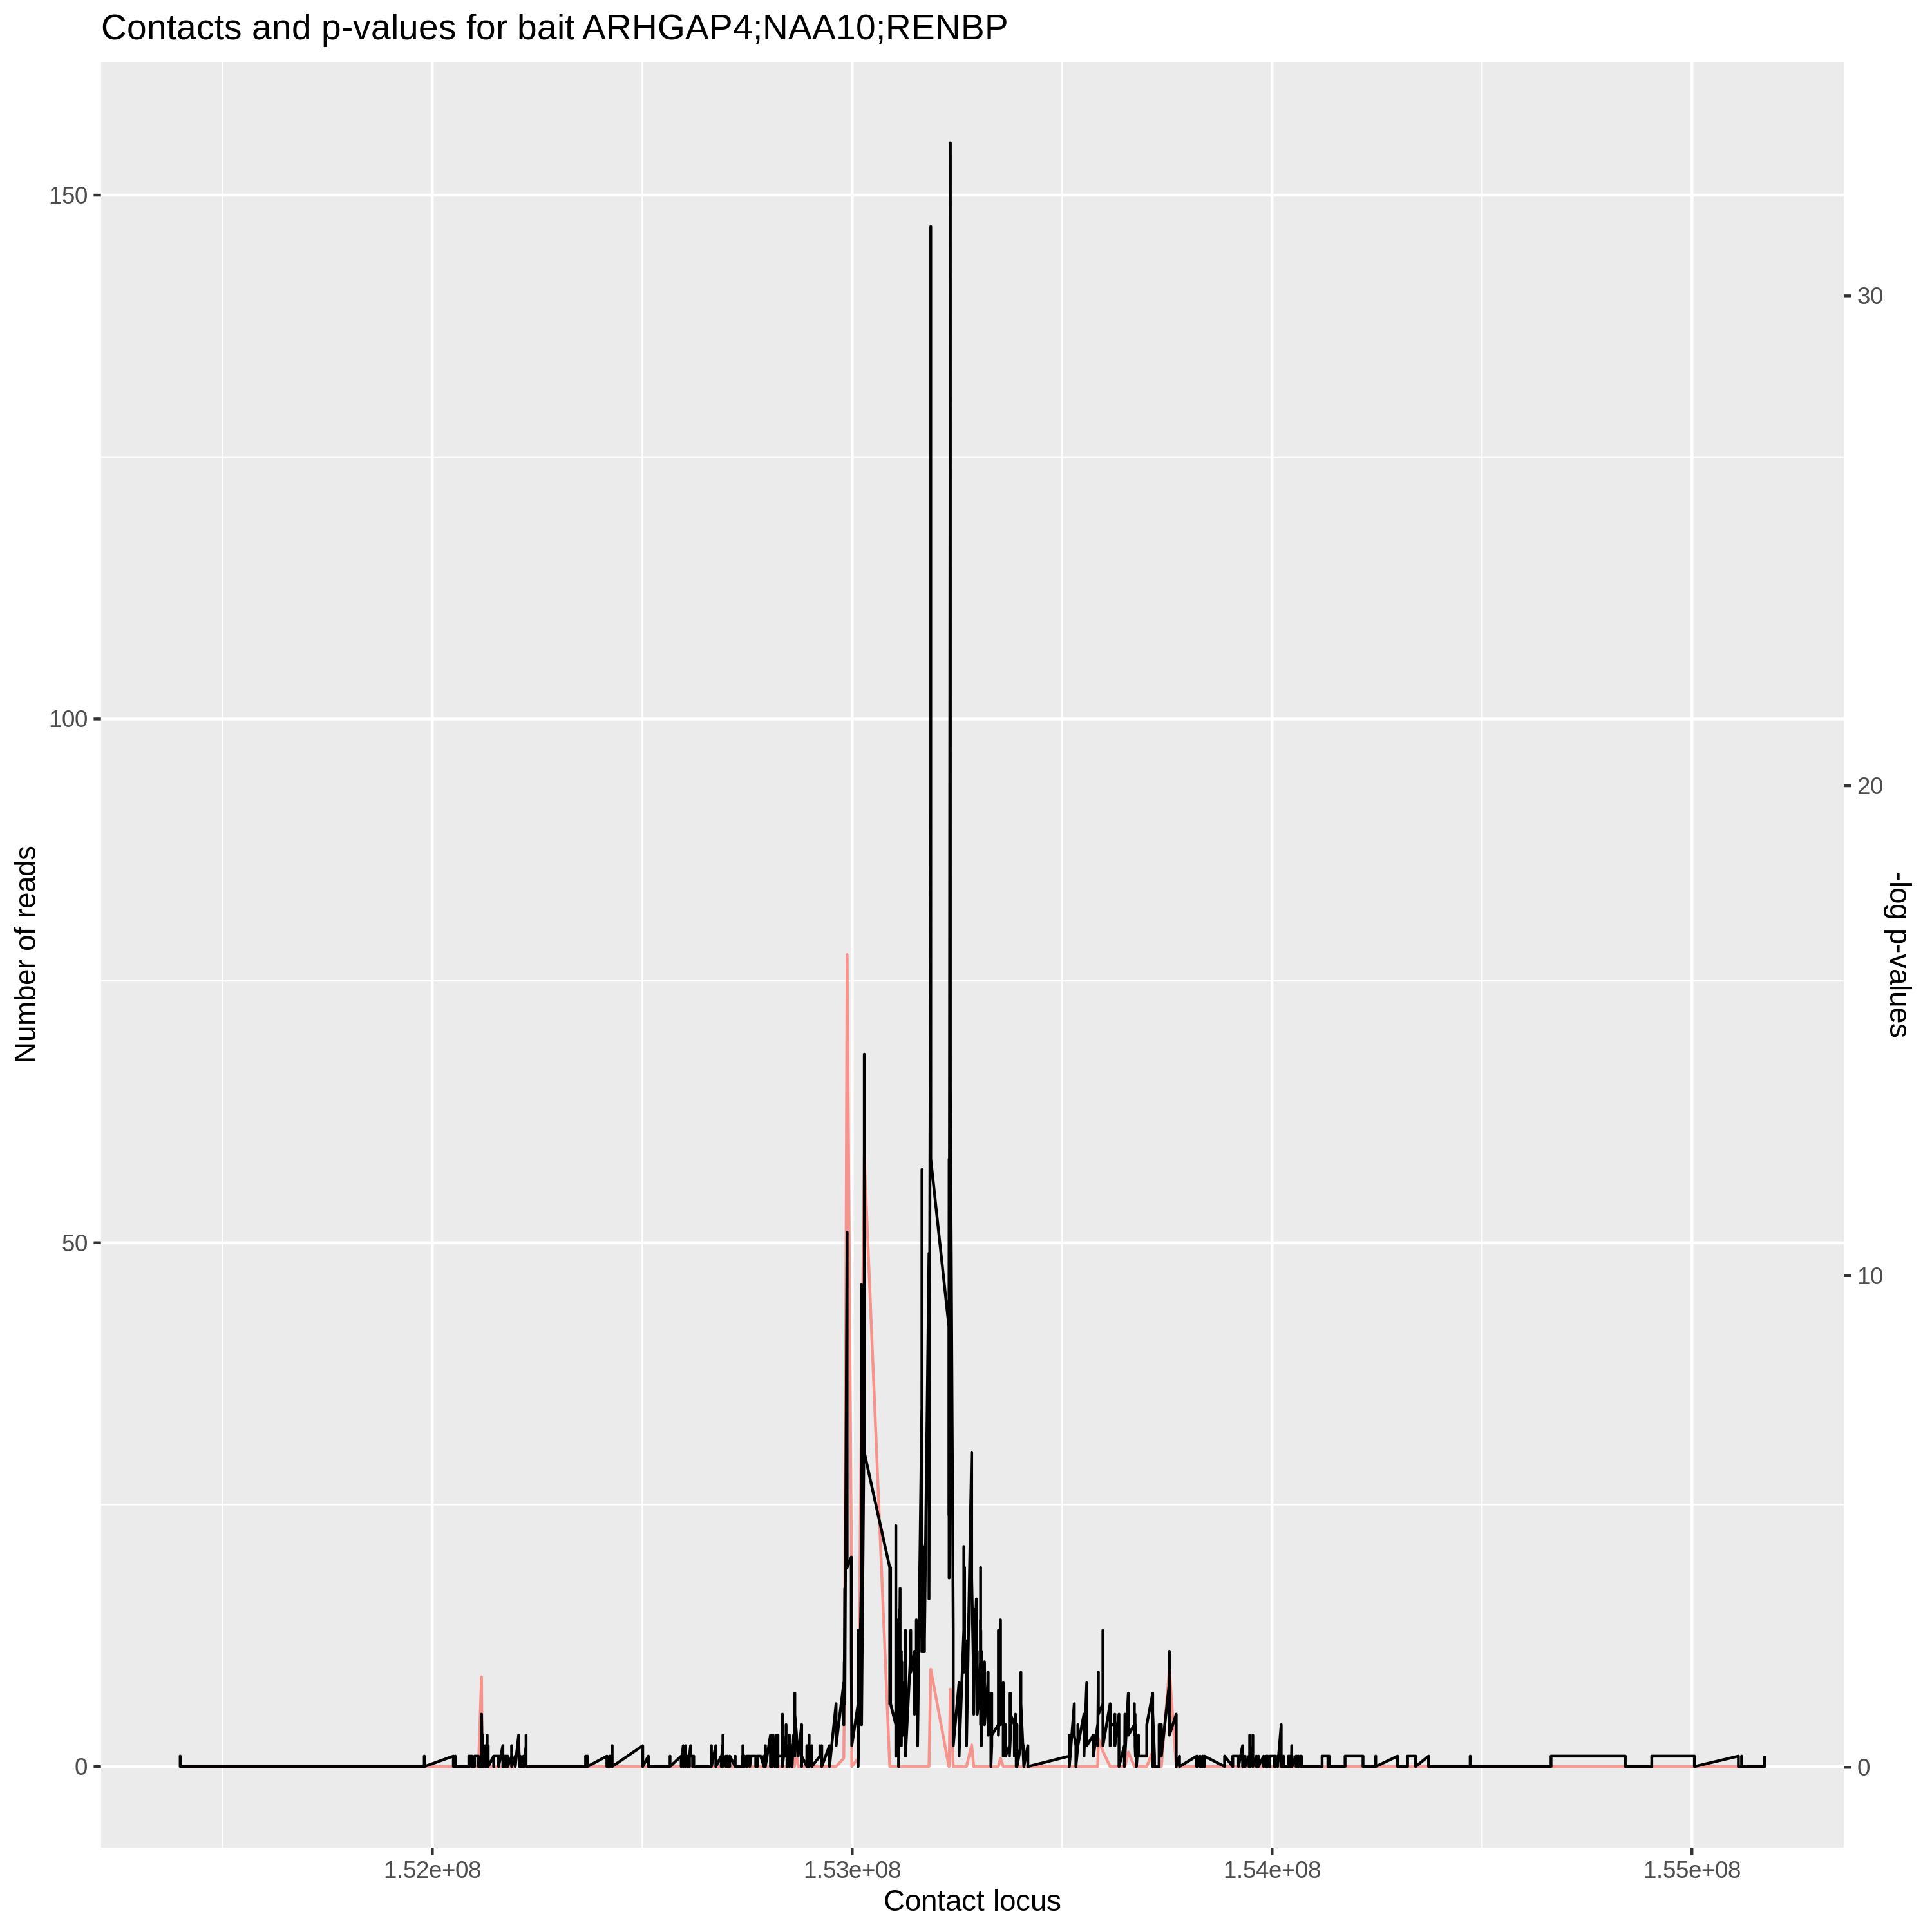 Contacts and p-values for bait ARHGAP4;NAA10;RENBP
150
100
50
0
Number of reads
30
20
10
0
-log p-values
1.52e+08 1.53e+08 1.54e+08 1.55e+08
Contact locus